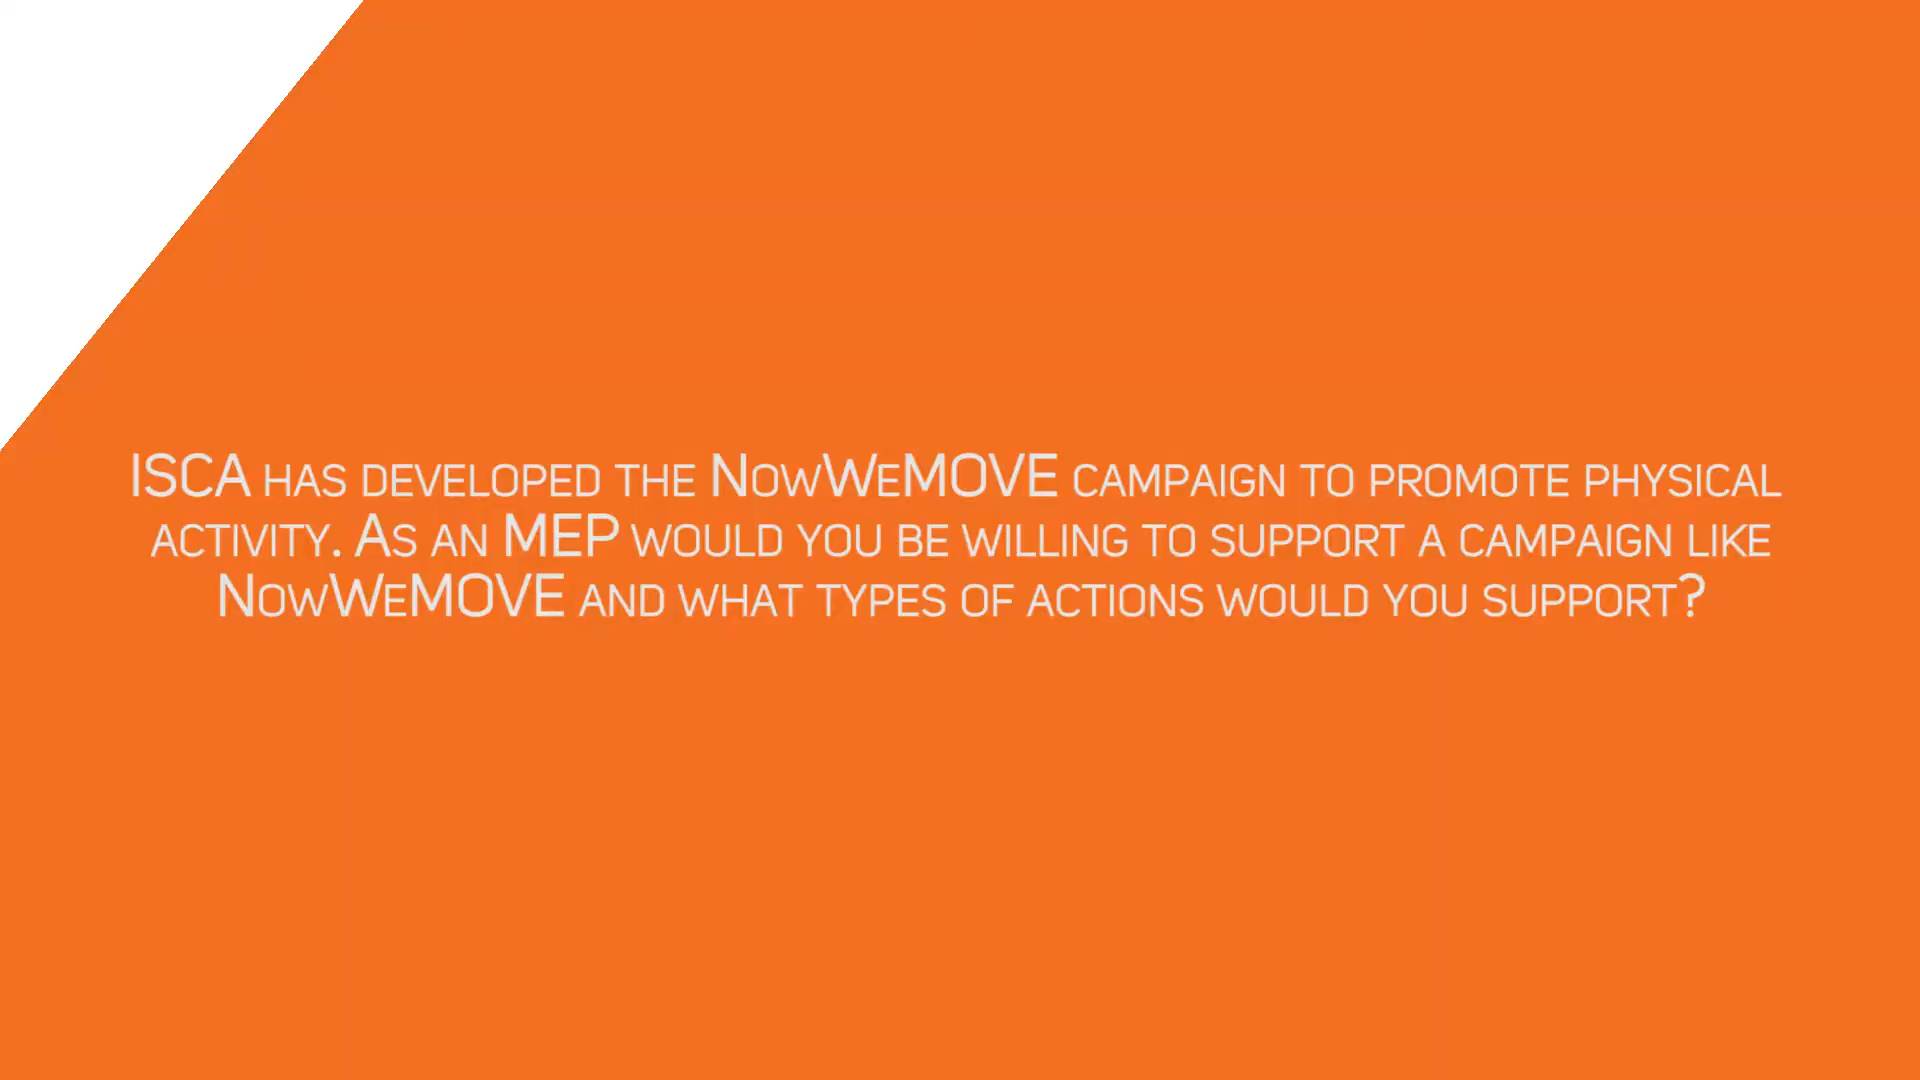 ISCA has developed the NowWeMOVE campaign to promote physical
activity. As an MEP would you be willing to support a campaign like
NowWeMOVE and what types of actions would you support?